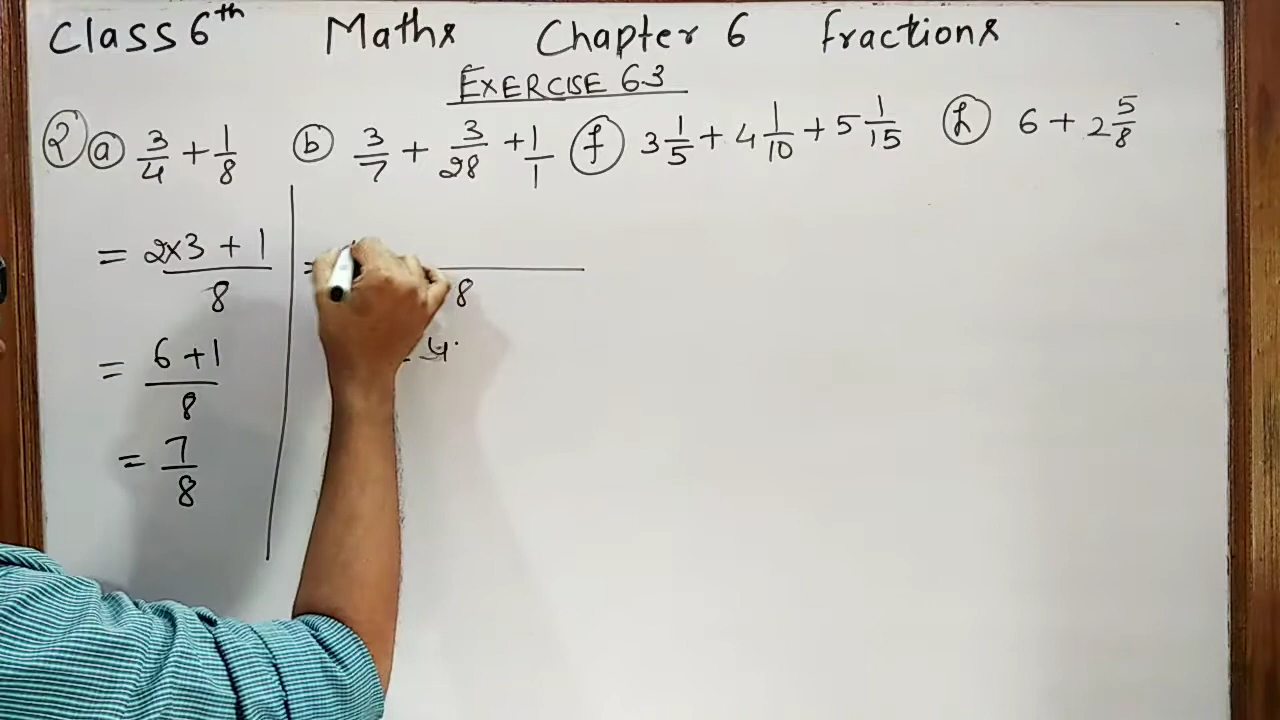 Class 6th Maths Chapter 6 fractions
EXERCISE 6.3
2 a 3/4 + 1/8 b 3/7 + 3/28 + 1/1 f 3 1/5 + 4 1/10 + 5 1/15 h 6 + 2 5/8
= 2x3 + 1 / 8
= 6 + 1 / 8
= 7/8
=
8